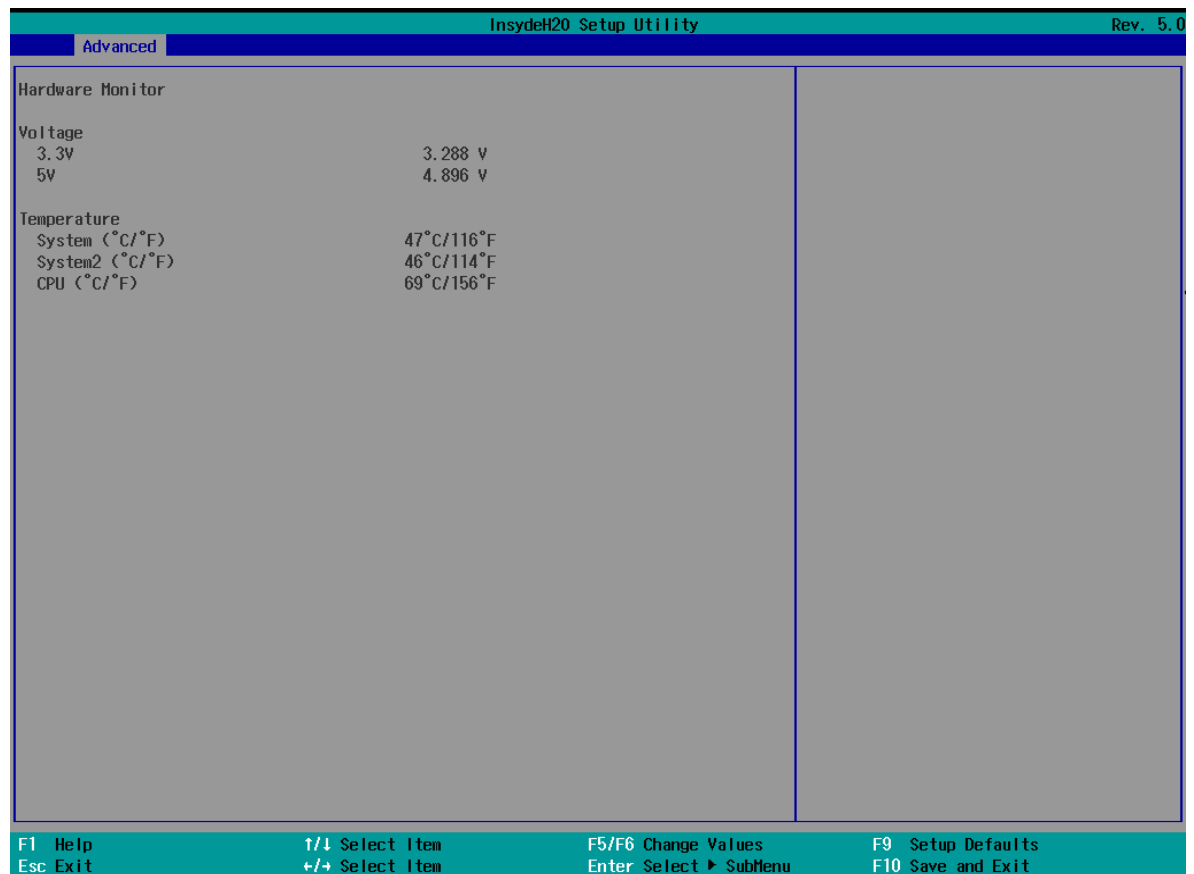 InsydeH20 Setup Utility Rev. 5.0
Advanced
Hardware Monitor
Voltage
3.3V 3.288 V
5V 4.896 V
Temperature
System (°C/°F) 47°C/116°F
System2 (°C/°F) 46°C/114°F
CPU (°C/°F) 69°C/156°F
F1 Help ↑/↓ Select Item F5/F6 Change Values F9 Setup Defaults
Esc Exit ←/→ Select Item Enter Select ▶ SubMenu F10 Save and Exit